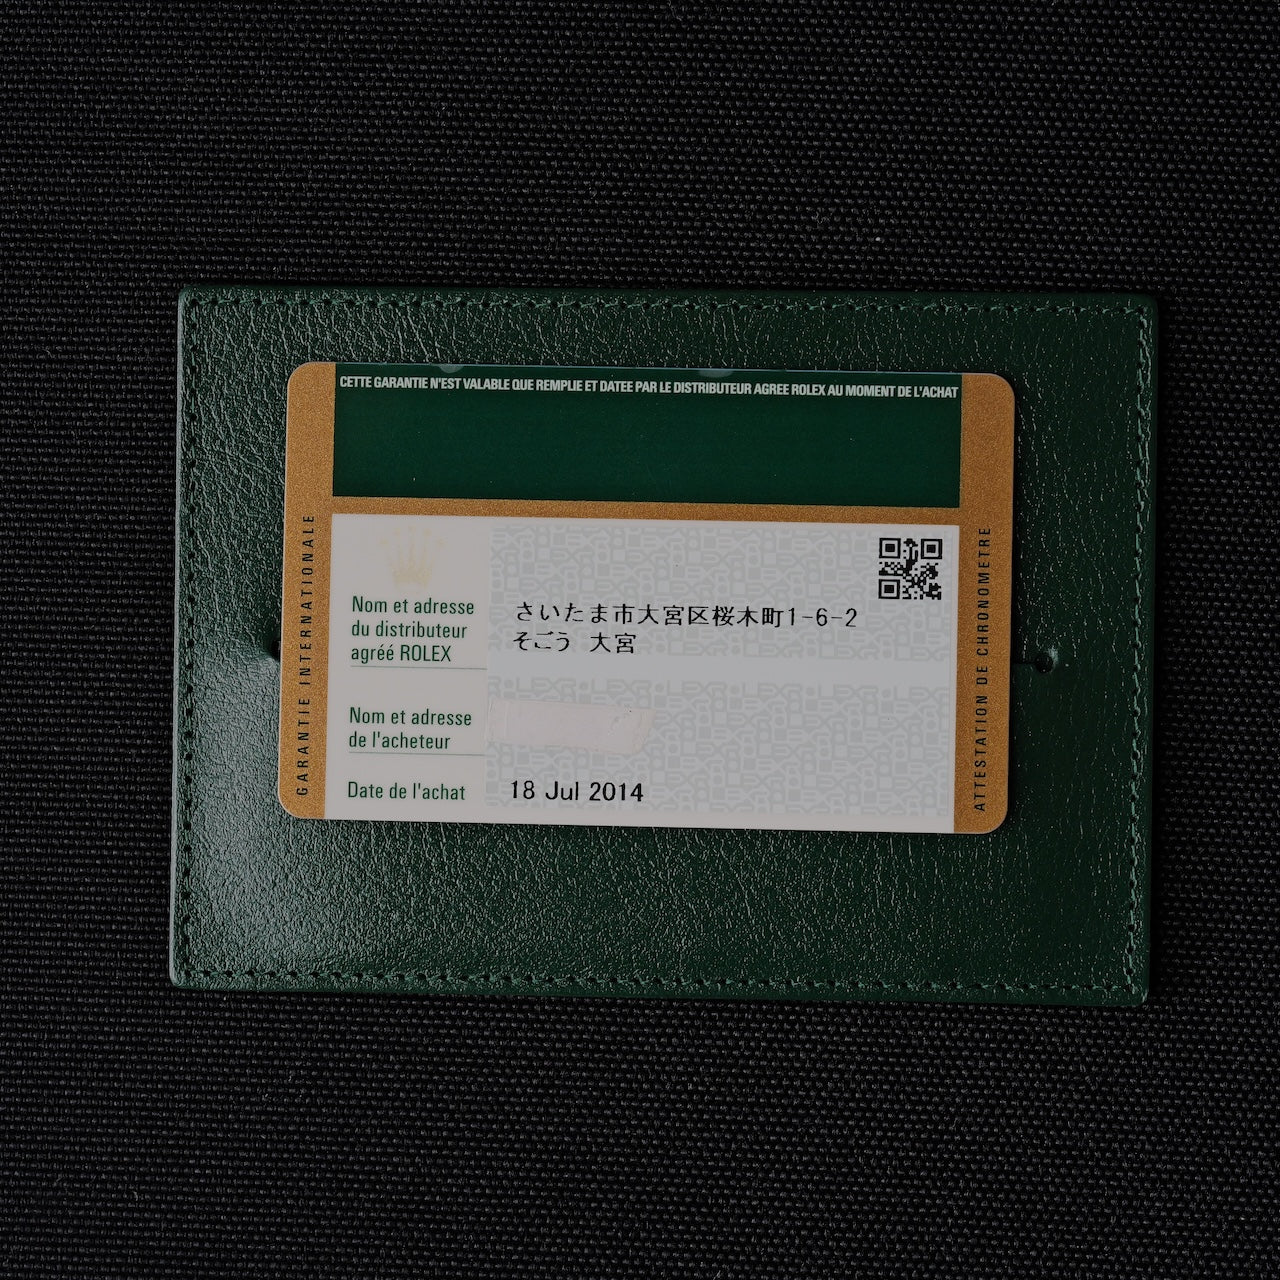 CETTE GARANTIE N'EST VALABLE QUE REMPLIE ET DATEE PAR LE DISTRIBUTEUR AGREE ROLEX AU MOMENT DE L'ACHAT
GARANTIE INTERNATIONALE
Nom et adresse
du distributeur
agréé ROLEX
さいたま市大宮区桜木町1-6-2
そごう 大宮
Nom et adresse
de l'acheteur
Date de l'achat
18 Jul 2014
ATTESTATION DE CHRONOMETRE